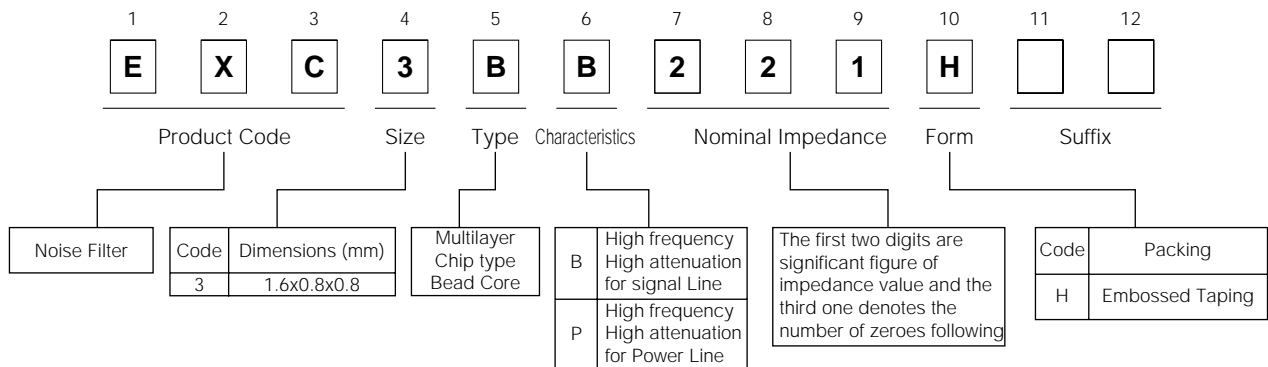 1 2 3 4 5 6 7 8 9 10 11 12
E X C 3 B B 2 2 1 H
Product Code Size Type Characteristics Nominal Impedance Form Suffix
Noise Filter
Code Dimensions (mm)
3 1.6x0.8x0.8
Multilayer
Chip type
Bead Core
B High frequency
High attenuation
for signal Line
P High frequency
High attenuation
for Power Line
The first two digits are
significant figure of
impedance value and the
third one denotes the
number of zeroes following
Code Packing
H Embossed Taping